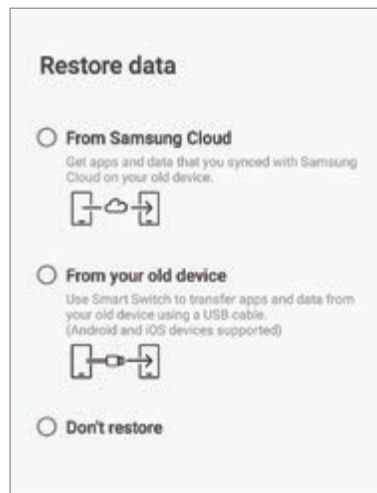 Restore data
From Samsung Cloud
Get apps and data that you synced with Samsung
Cloud on your old device.
From your old device
Use Smart Switch to transfer apps and data from
your old device using a USB cable.
(Android and iOS devices supported)
Don't restore